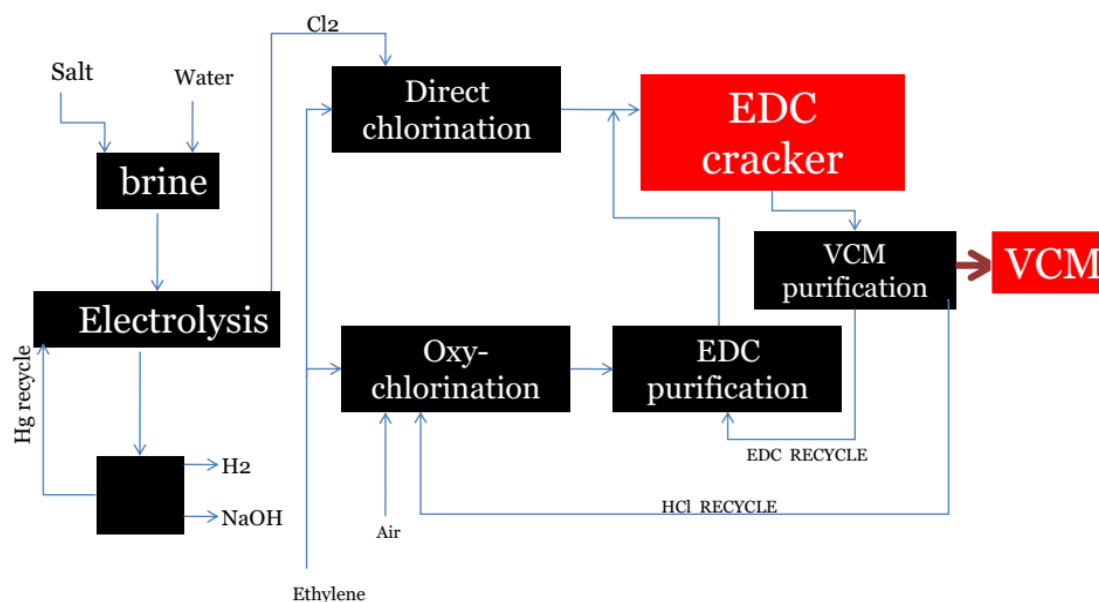 Cl2
Salt
Water
Direct
chlorination
EDC
cracker
brine
VCM
purification
VCM
Electrolysis
Hg recycle
Oxy-
chlorination
EDC
purification
H2
NaOH
EDC RECYCLE
HCl RECYCLE
Air
Ethylene